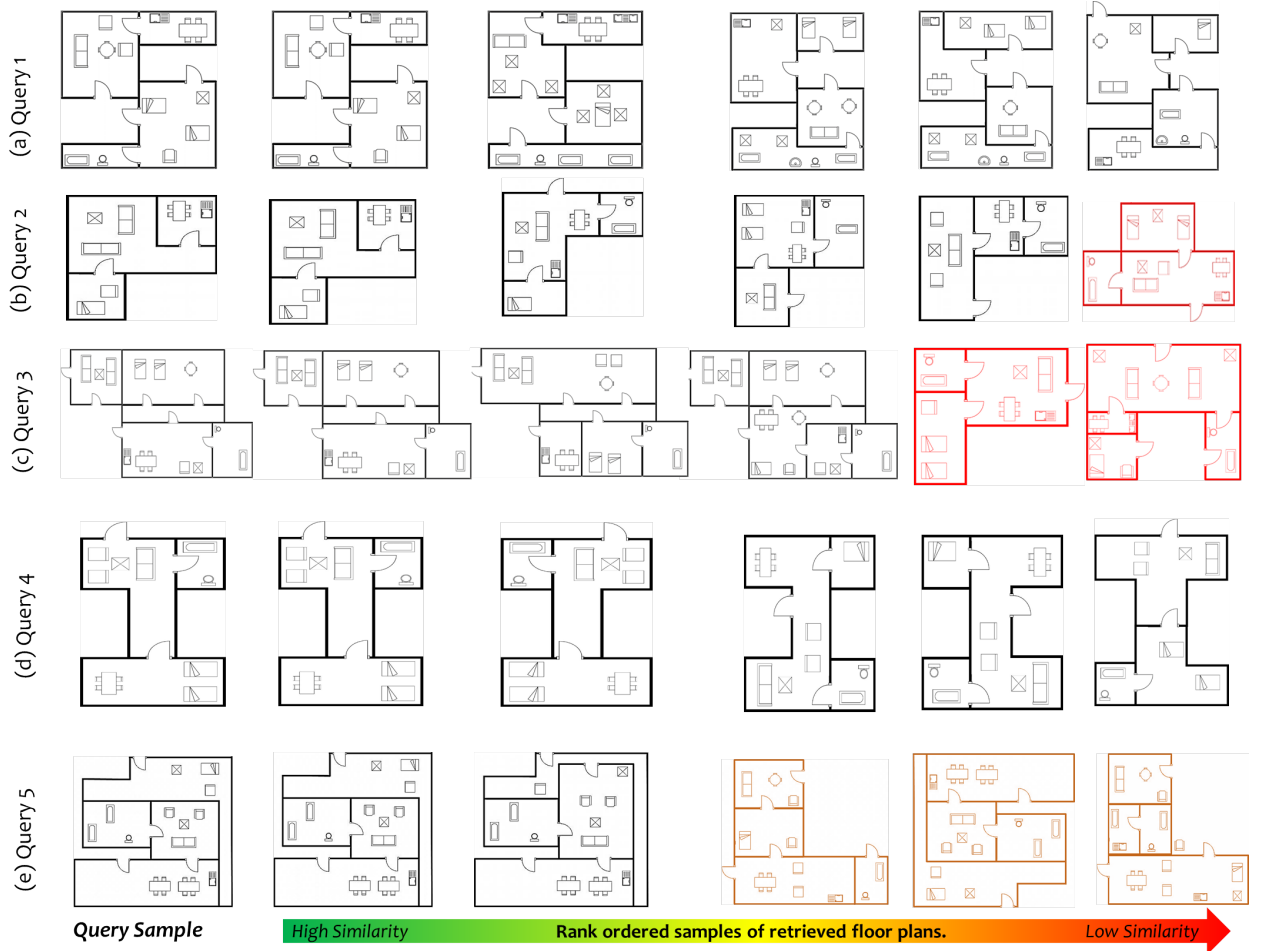 (a) Query 1
(b) Query 2
(c) Query 3
(d) Query 4
(e) Query 5
Query Sample
High Similarity
Rank ordered samples of retrieved floor plans.
Low Similarity